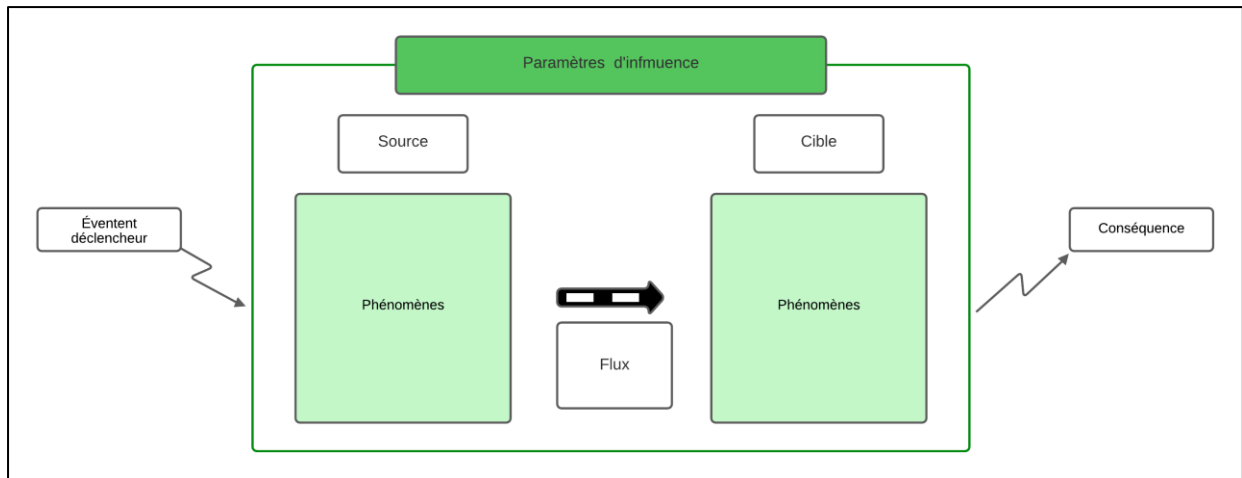 Paramètres d'infmuence
Source
Cible
Éventent
déclencheur
Conséquence
Phénomènes
Phénomènes
Flux